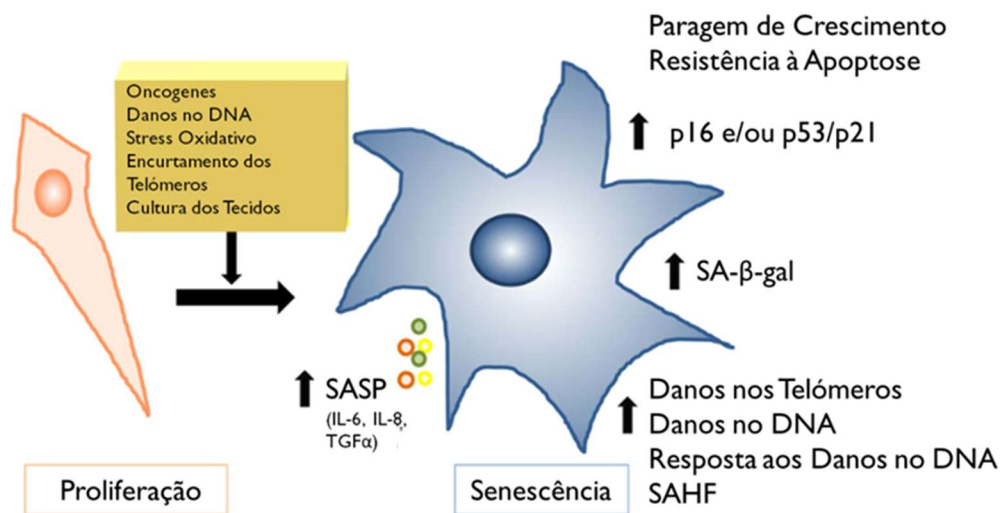 Paragem de Crescimento
Resistência à Apoptose
Oncogenes
Danos no DNA
Stress Oxidativo
Encurtamento dos
Telómeros
Cultura dos Tecidos
p16 e/ou p53/p21
SA-β-gal
SASP
(IL-6, IL-8,
TGFα)
Danos nos Telómeros
Danos no DNA
Resposta aos Danos no DNA
SAHF
Proliferação
Senescência